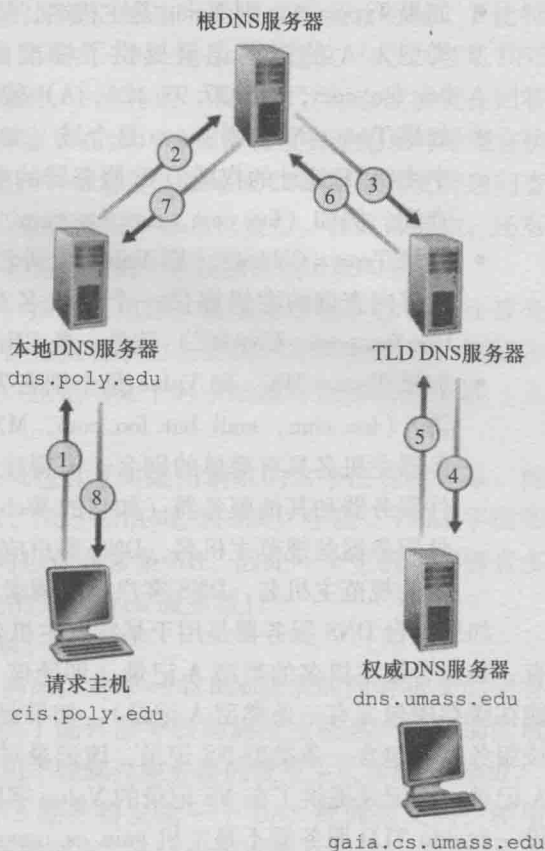 根DNS服务器
2
3
7
6
本地DNS服务器
dns.poly.edu
TLD DNS服务器
1
8
5
4
请求主机
cis.poly.edu
权威DNS服务器
dns.umass.edu
gaia.cs.umass.edu